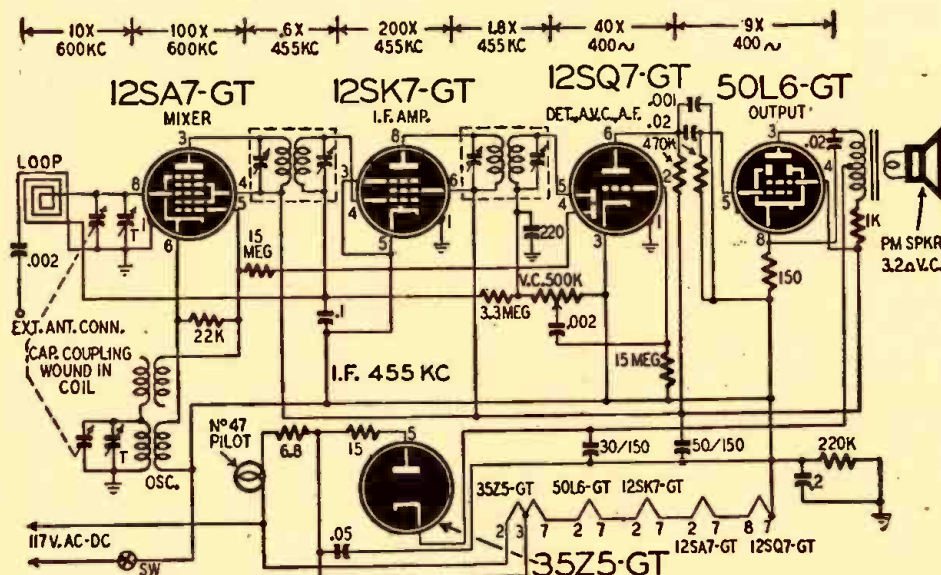 10X 100X .6X 200X 1.8X 40X 9X
600KC 600KC 455KC 455KC 455KC 400~ 400~
12SA7-GT
MIXER
12SK7-GT
I.F. AMP.
12SQ7-GT
DET., A.V.C., A.F.
50L6-GT
OUTPUT
.001
.02
470K
.02
LOOP
8
T
1
6
3
4
5
3
4
8
5
6
1
5
4
6
3
2
1
5
3
4
8
1K
PM SPKR
3.2Ω V.C.
.002
15
MEG
220
V.C. 500K
150
3.3 MEG
.1
.002
EXT. ANT. CONN.
22K
CAP. COUPLING
WOUND IN
COIL
I.F. 455 KC
15 MEG
Nº47
PILOT
6.8
15
5
30/150
50/150
220K
.2
T
OSC.
35Z5-GT 50L6-GT 12SK7-GT
2 3 7 7 2 2 7 2 7 8 7
12SA7-GT 12SQ7-GT
117 V. AC-DC
.05
SW
35Z5-GT